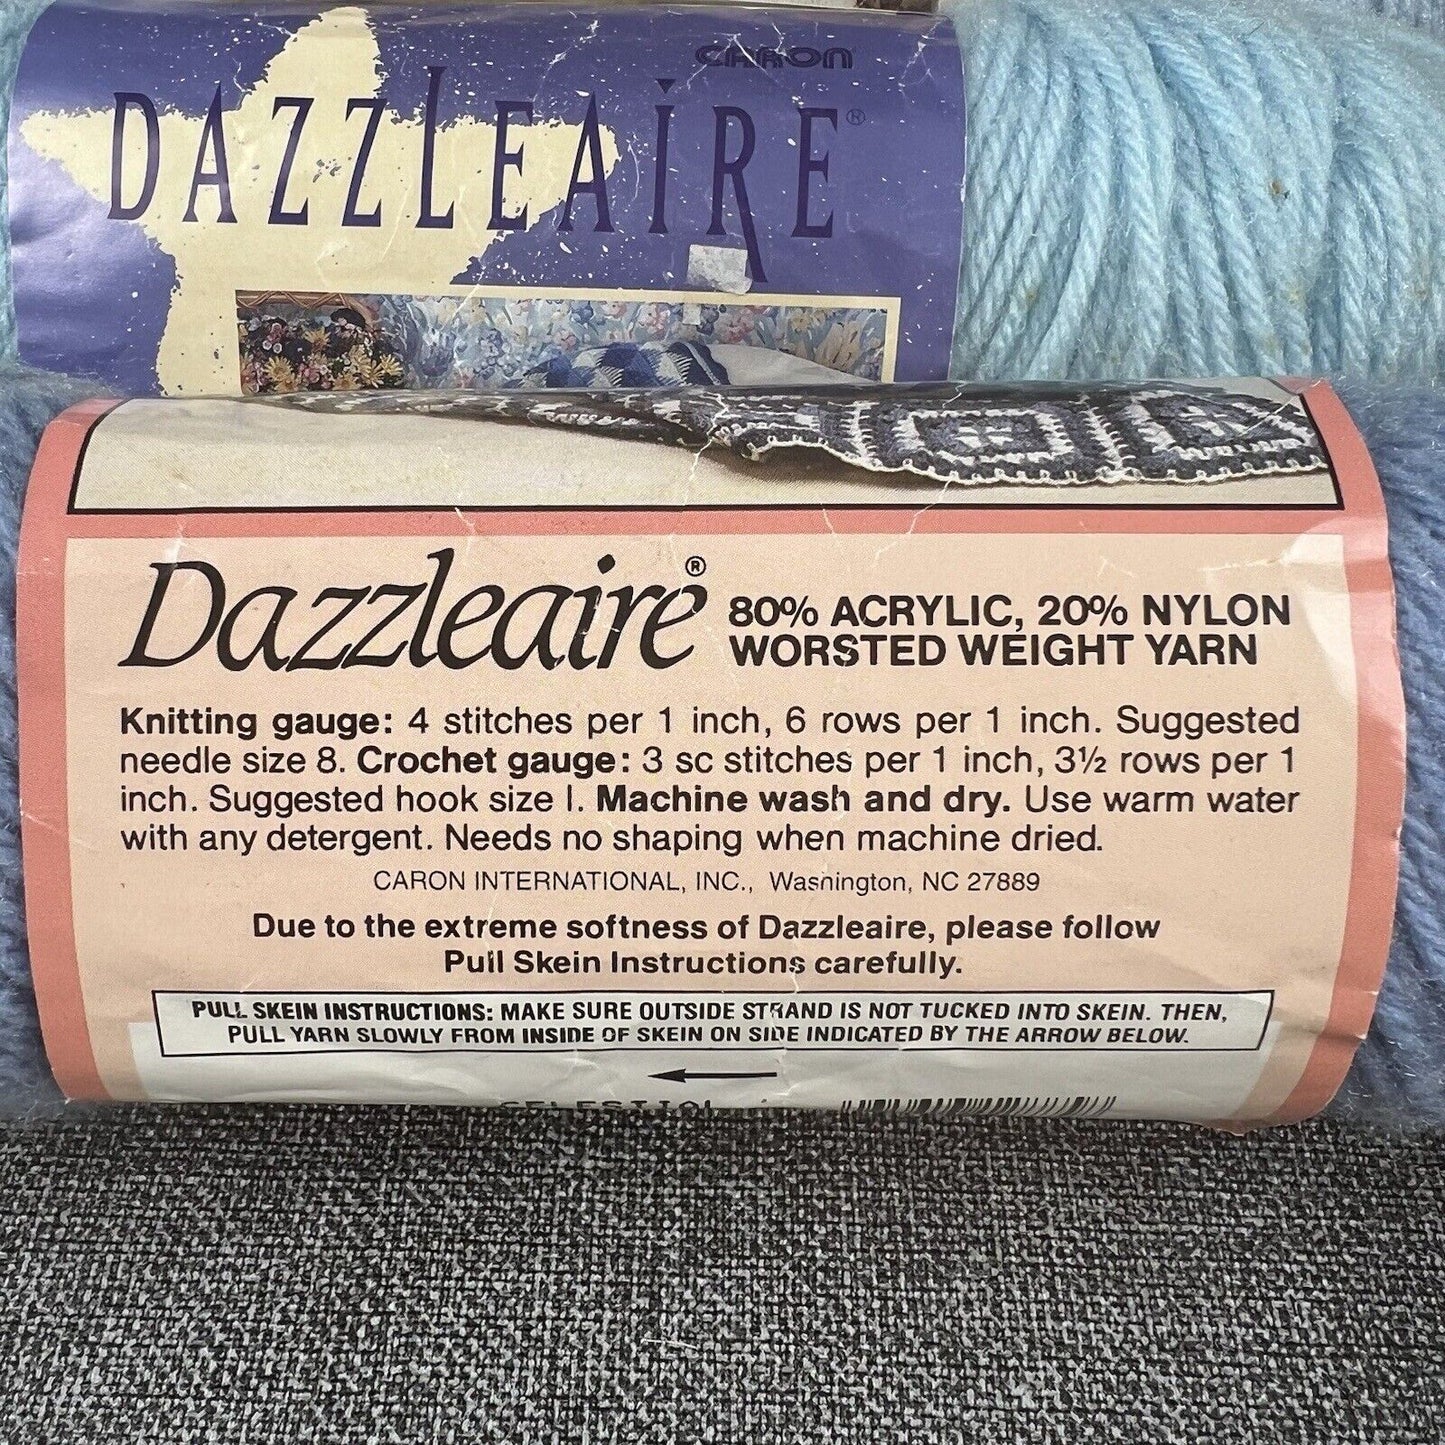 CARON
DAZZLEAIRE®
Dazzleaire® 80% ACRYLIC, 20% NYLON
WORSTED WEIGHT YARN
Knitting gauge: 4 stitches per 1 inch, 6 rows per 1 inch. Suggested
needle size 8. Crochet gauge: 3 sc stitches per 1 inch, 3½ rows per 1
inch. Suggested hook size I. Machine wash and dry. Use warm water
with any detergent. Needs no shaping when machine dried.
CARON INTERNATIONAL, INC., Washington, NC 27889
Due to the extreme softness of Dazzleaire, please follow
Pull Skein Instructions carefully.
PULL SKEIN INSTRUCTIONS: MAKE SURE OUTSIDE STRAND IS NOT TUCKED INTO SKEIN. THEN,
PULL YARN SLOWLY FROM INSIDE OF SKEIN ON SIDE INDICATED BY THE ARROW BELOW.
CELESTIAL